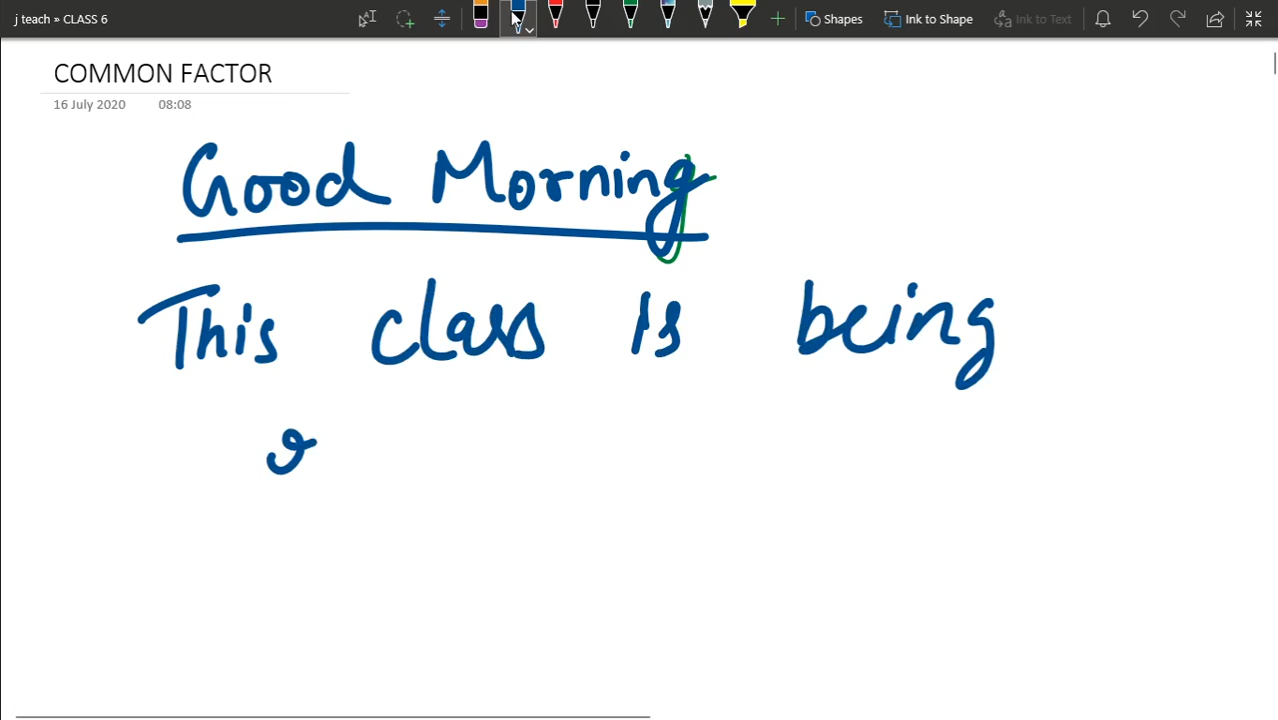 j teach » CLASS 6
Shapes
Ink to Shape
Ink to Text
COMMON FACTOR
16 July 2020 08:08
Good Morning
This class is being